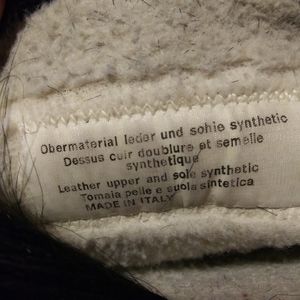 Obermaterial leder und sohle synthetic
Dessus cuir doublure et semelle
synthetique
Leather upper and sole synthetic
Tomaia pelle e suola sintetica
MADE IN ITALY